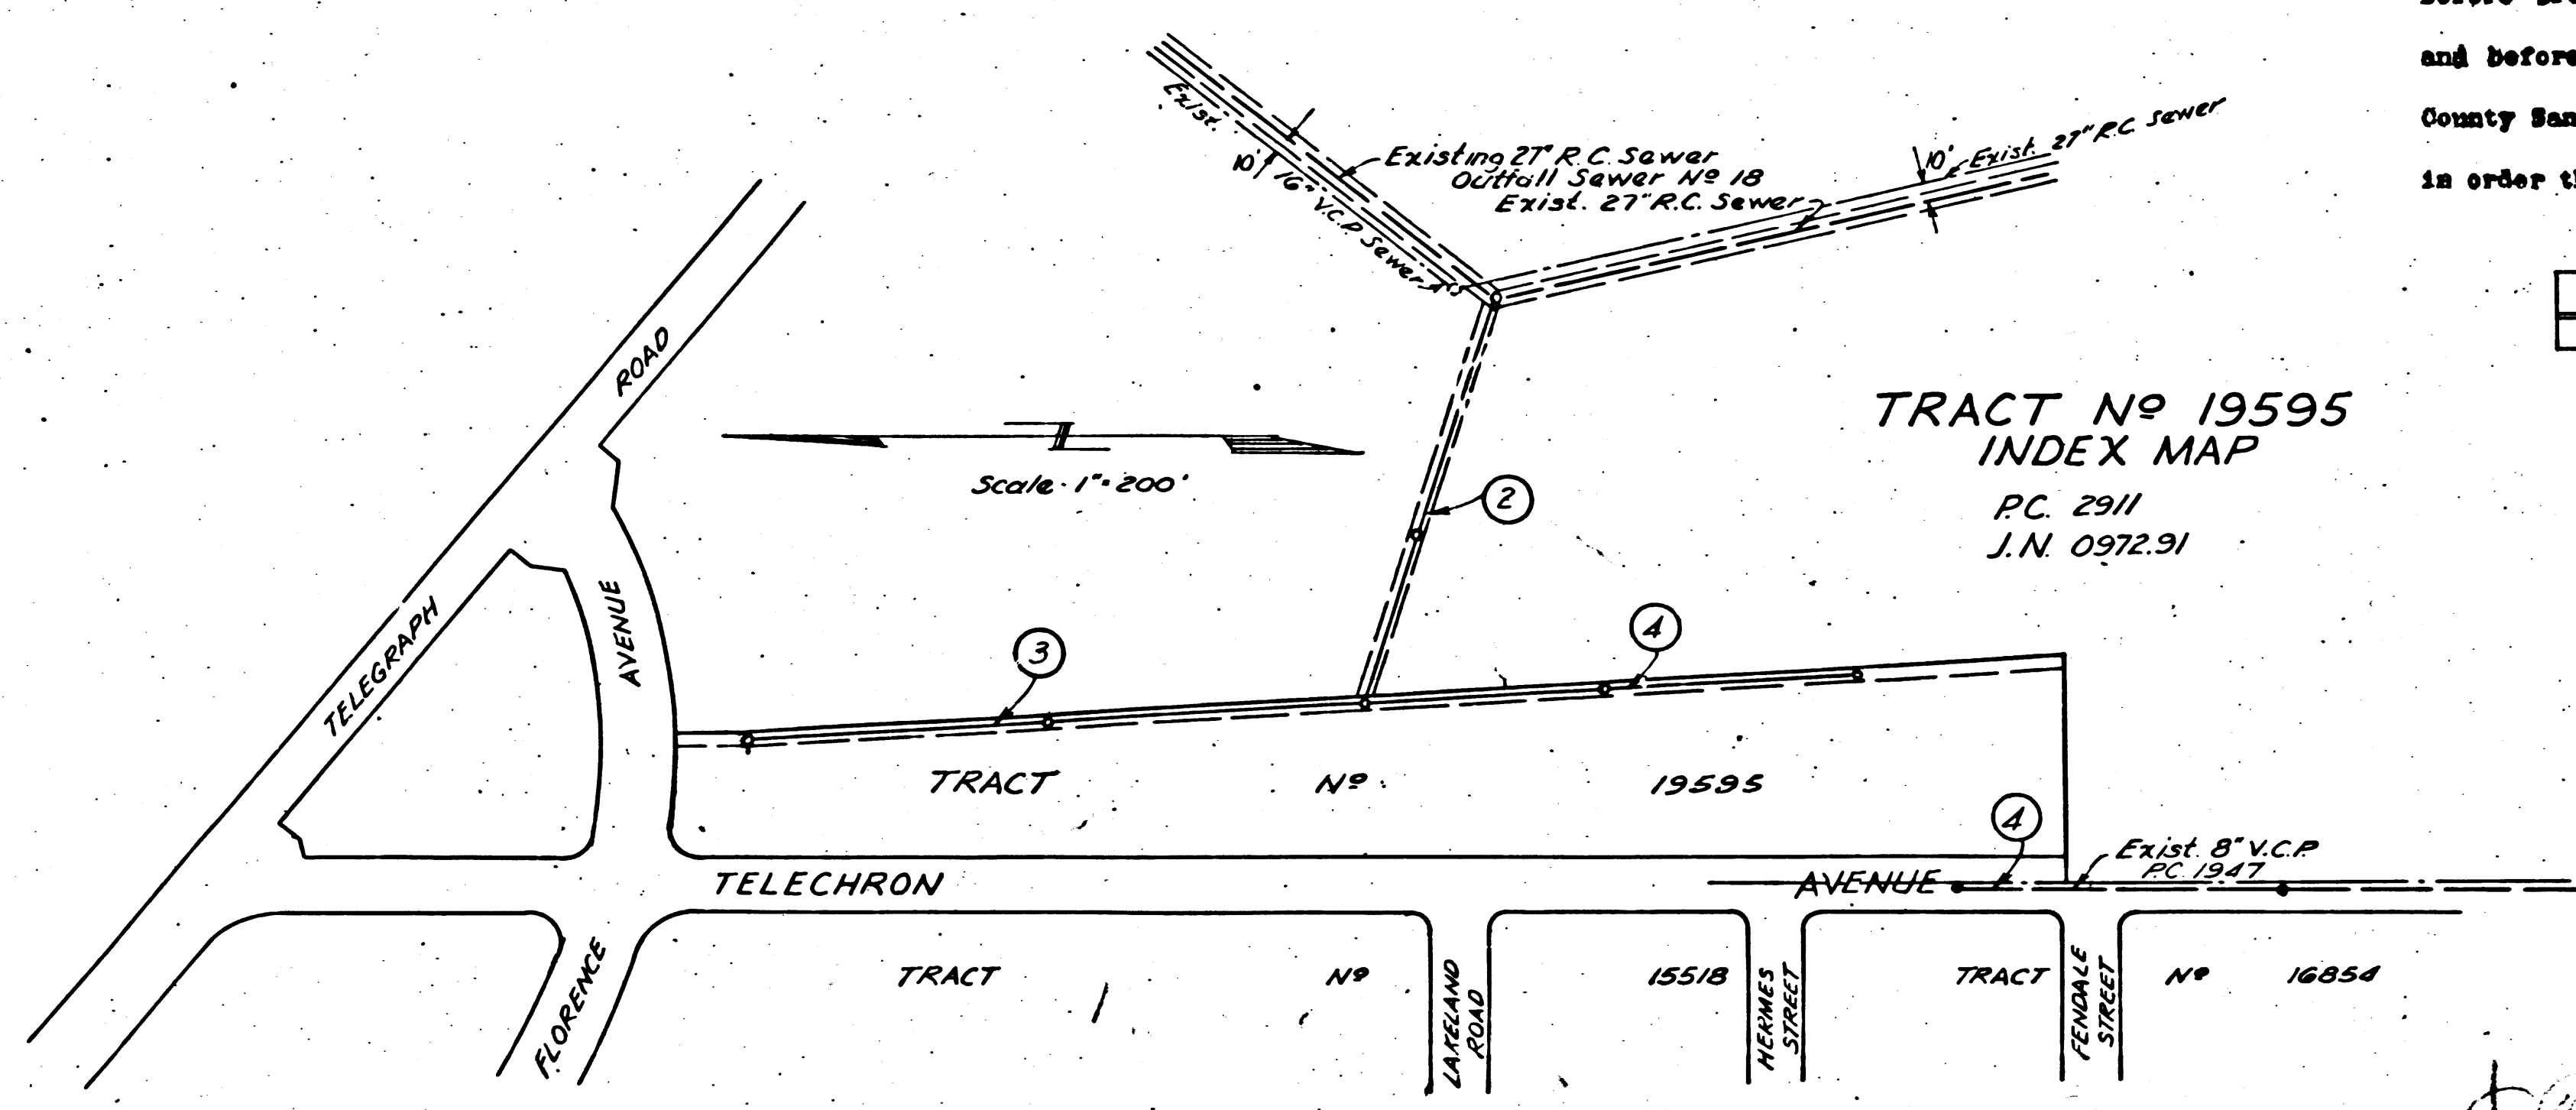 and before
County San
in order th
Exist.
10'
16" V.C.P. Sewer
Existing 27" R.C. Sewer
Outfall Sewer Nº 18
Exist. 27" R.C. Sewer
10'
Exist. 27" R.C. Sewer
TRACT Nº 19595
INDEX MAP
P.C. 2911
J.N. 0972.91
Scale - 1" = 200'
TELEGRAPH ROAD
AVENUE
2
3
4
TRACT Nº 19595
4
Exist. 8" V.C.P.
P.C. 1947
TELECHRON AVENUE
FLORENCE
TRACT Nº 15518
TRACT Nº 16854
LAKELAND
ROAD
HERMES
STREET
FENDALE
STREET